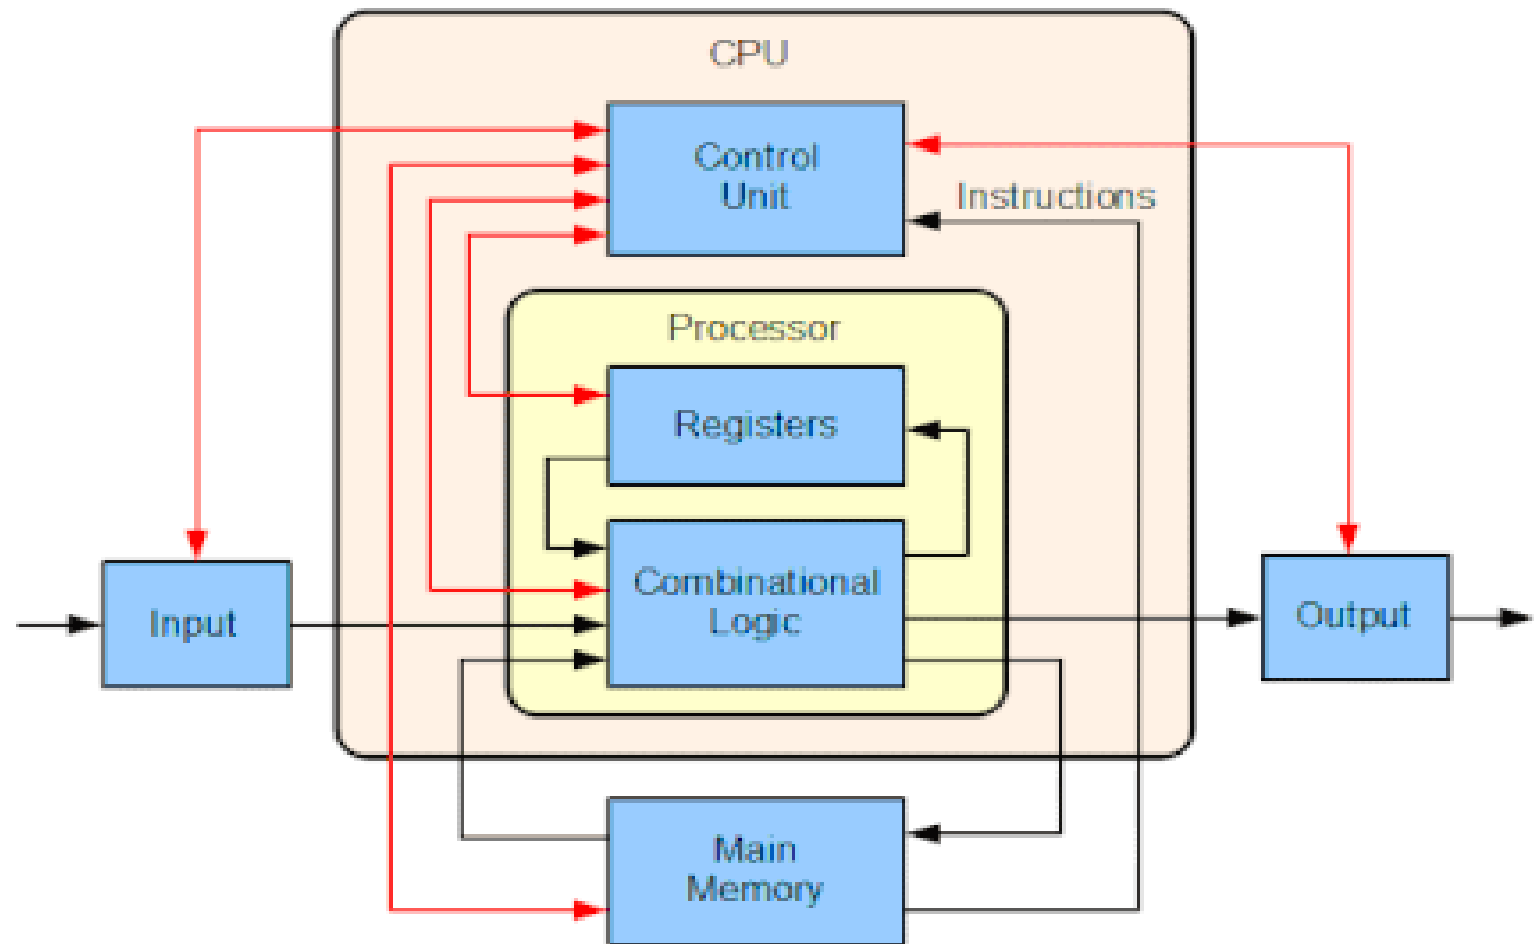 CPU
Control
Unit
Instructions
Processor
Registers
Combinational
Logic
Input
Output
Main
Memory